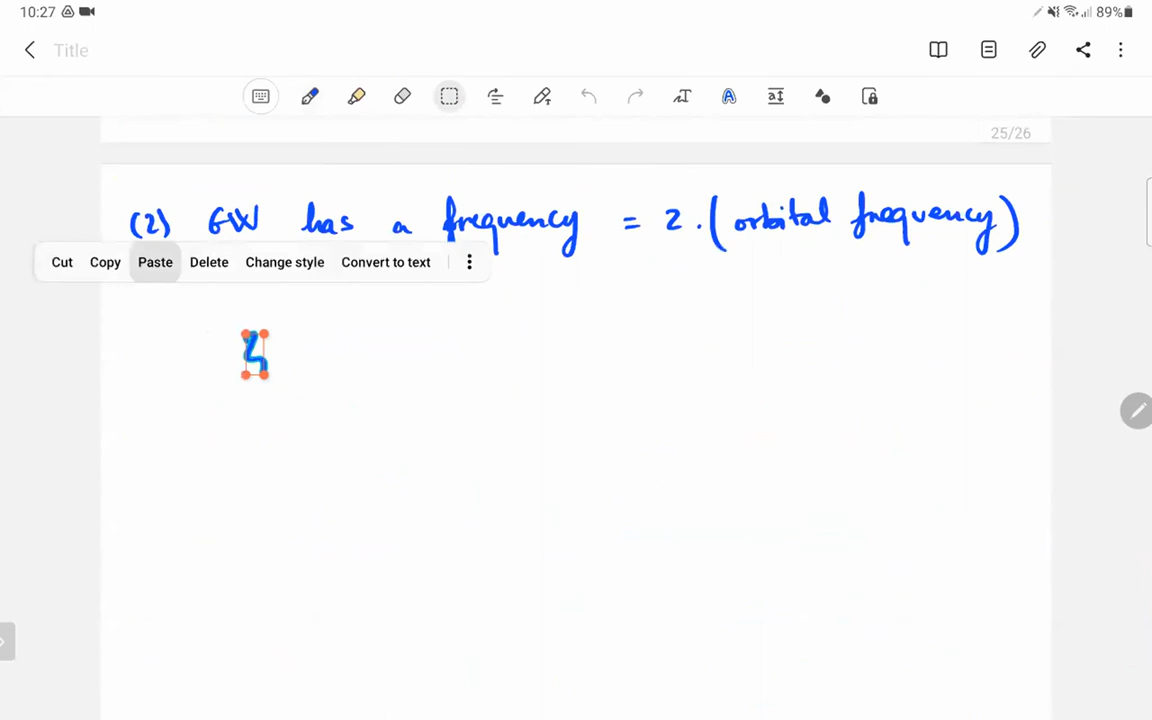 10:27 89%
Title
25/26
(2) GW has a frequency = 2 . (orbital frequency)
Cut Copy Paste Delete Change style Convert to text